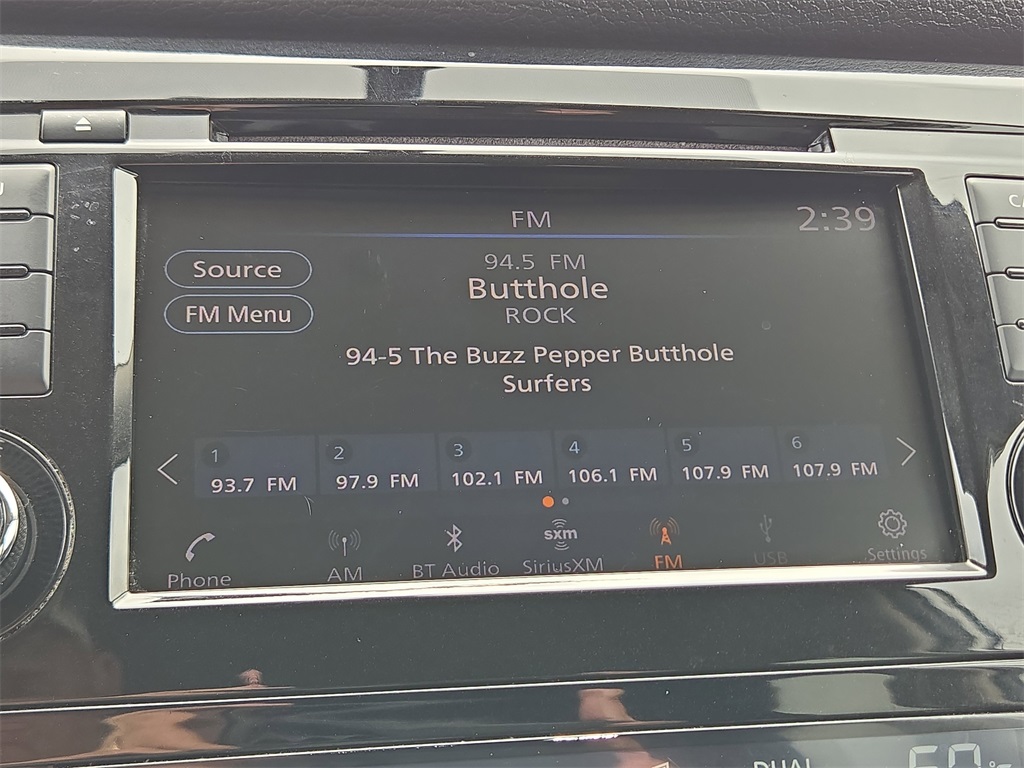 FM 2:39
Source
94.5 FM
Butthole
FM Menu
ROCK
94-5 The Buzz Pepper Butthole
Surfers
1 2 3 4 5 6
93.7 FM 97.9 FM 102.1 FM 106.1 FM 107.9 FM 107.9 FM
sxm
Phone AM BT Audio SiriusXM FM USB Settings
DUAL 60°